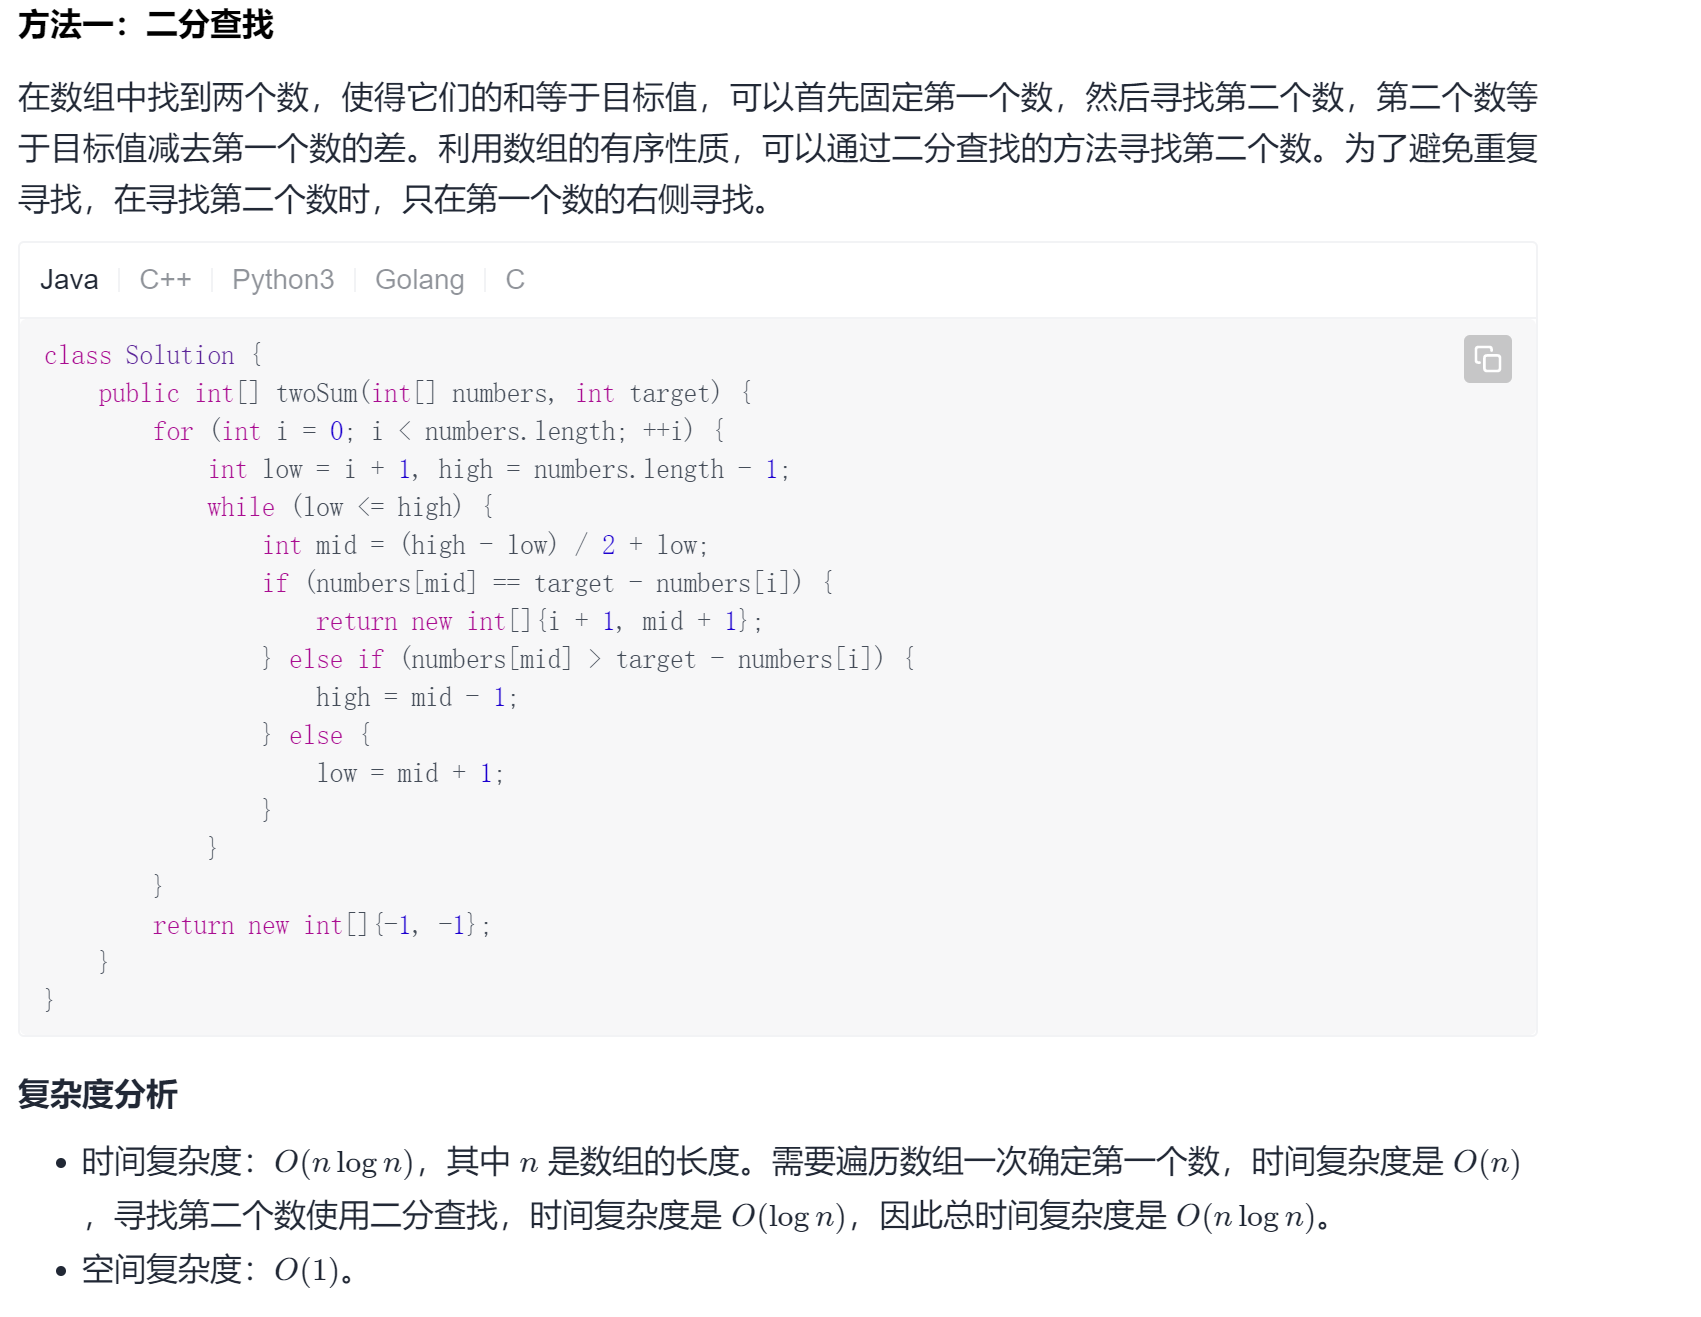 方法一：二分查找
在数组中找到两个数，使得它们的和等于目标值，可以首先固定第一个数，然后寻找第二个数，第二个数等
于目标值减去第一个数的差。利用数组的有序性质，可以通过二分查找的方法寻找第二个数。为了避免重复
寻找，在寻找第二个数时，只在第一个数的右侧寻找。
Java C++ Python3 Golang C
class Solution {
    public int[] twoSum(int[] numbers, int target) {
        for (int i = 0; i < numbers.length; ++i) {
            int low = i + 1, high = numbers.length - 1;
            while (low <= high) {
                int mid = (high - low) / 2 + low;
                if (numbers[mid] == target - numbers[i]) {
                    return new int[]{i + 1, mid + 1};
                } else if (numbers[mid] > target - numbers[i]) {
                    high = mid - 1;
                } else {
                    low = mid + 1;
                }
            }
        }
        return new int[]{-1, -1};
    }
}
复杂度分析
• 时间复杂度：O(n log n)，其中 n 是数组的长度。需要遍历数组一次确定第一个数，时间复杂度是 O(n)
，寻找第二个数使用二分查找，时间复杂度是 O(log n)，因此总时间复杂度是 O(n log n)。
• 空间复杂度：O(1)。